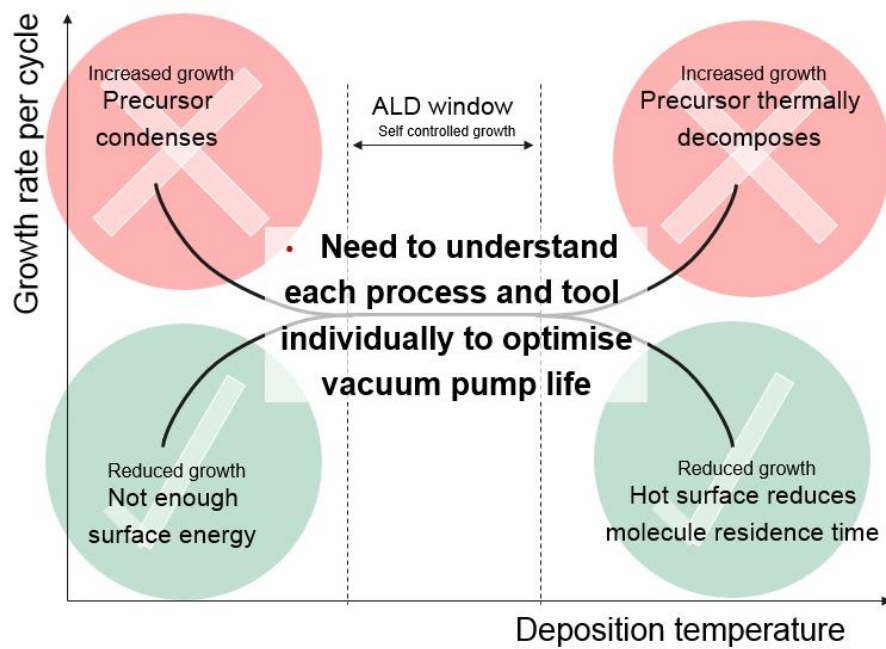 Growth rate per cycle
Increased growth
Precursor
condenses
ALD window
Self controlled growth
Increased growth
Precursor thermally
decomposes
• Need to understand
each process and tool
individually to optimise
vacuum pump life
Reduced growth
Not enough
surface energy
Reduced growth
Hot surface reduces
molecule residence time
Deposition temperature